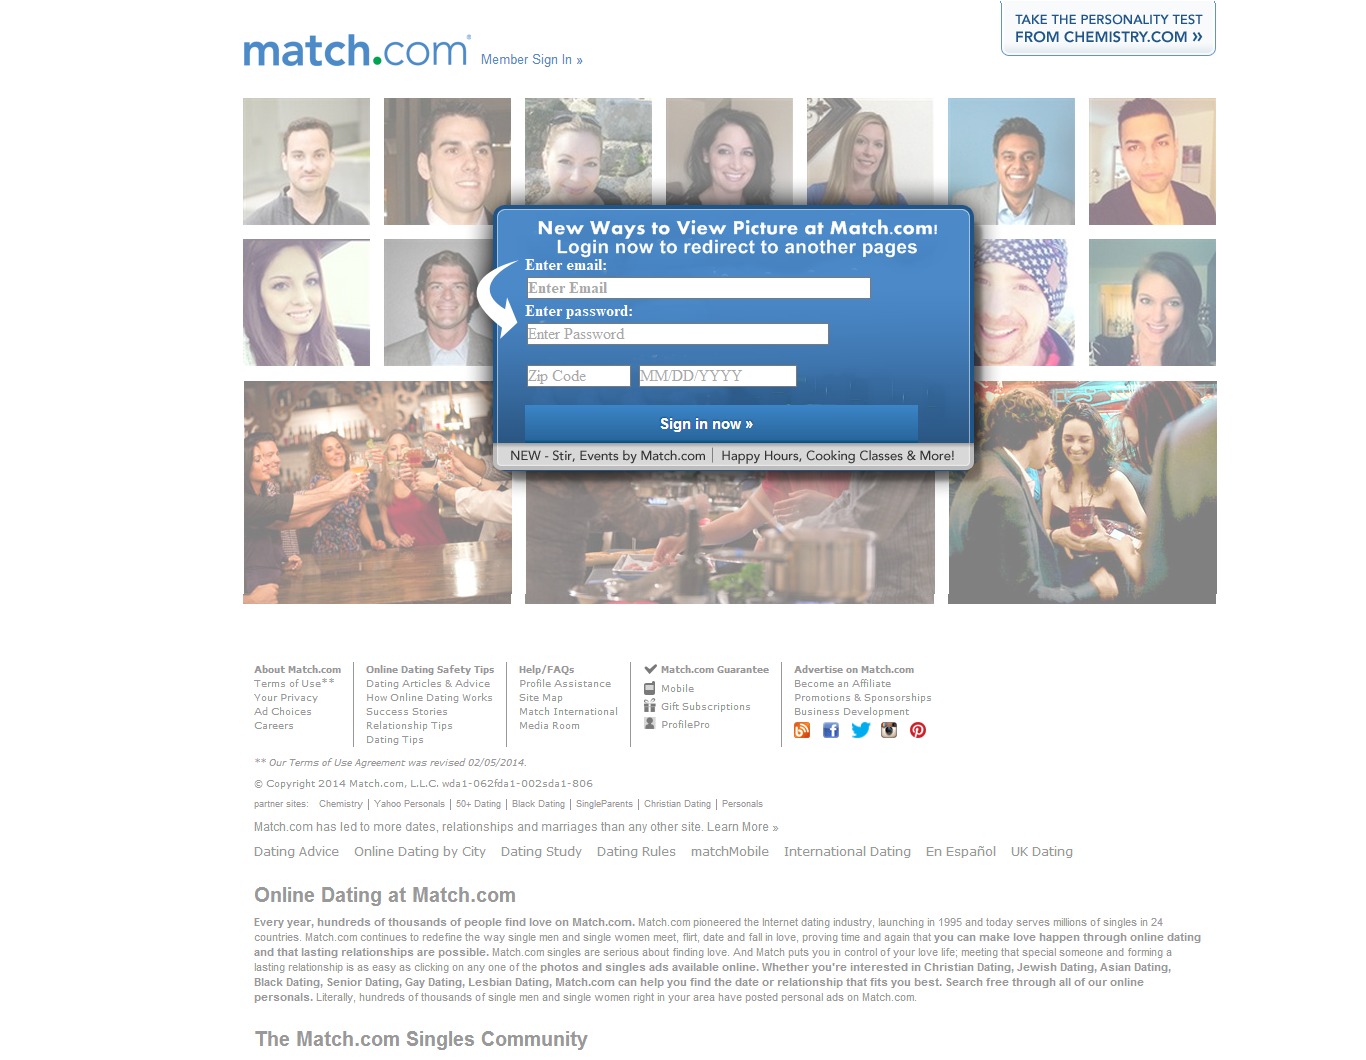 TAKE THE PERSONALITY TEST
FROM CHEMISTRY.COM »
match.com®
Member Sign In »
New Ways to View Picture at Match.com!
Login now to redirect to another pages
Enter email:
Enter Email
Enter password:
Enter Password
Zip Code MM/DD/YYYY
Sign in now »
NEW - Stir, Events by Match.com | Happy Hours, Cooking Classes & More!
About Match.com
Terms of Use**
Your Privacy
Ad Choices
Careers
Online Dating Safety Tips
Dating Articles & Advice
How Online Dating Works
Success Stories
Relationship Tips
Dating Tips
Help/FAQs
Profile Assistance
Site Map
Match International
Media Room
Match.com Guarantee
Mobile
Gift Subscriptions
ProfilePro
Advertise on Match.com
Become an Affiliate
Promotions & Sponsorships
Business Development
** Our Terms of Use Agreement was revised 02/05/2014.
© Copyright 2014 Match.com, L.L.C. wda1-062fda1-002sda1-806
partner sites: Chemistry | Yahoo Personals | 50+ Dating | Black Dating | SingleParents | Christian Dating | Personals
Match.com has led to more dates, relationships and marriages than any other site. Learn More »
Dating Advice Online Dating by City Dating Study Dating Rules matchMobile International Dating En Español UK Dating
Online Dating at Match.com
Every year, hundreds of thousands of people find love on Match.com. Match.com pioneered the Internet dating industry, launching in 1995 and today serves millions of singles in 24
countries. Match.com continues to redefine the way single men and single women meet, flirt, date and fall in love, proving time and again that you can make love happen through online dating
and that lasting relationships are possible. Match.com singles are serious about finding love. And Match puts you in control of your love life; meeting that special someone and forming a
lasting relationship is as easy as clicking on any one of the photos and singles ads available online. Whether you're interested in Christian Dating, Jewish Dating, Asian Dating,
Black Dating, Senior Dating, Gay Dating, Lesbian Dating, Match.com can help you find the date or relationship that fits you best. Search free through all of our online
personals. Literally, hundreds of thousands of single men and single women right in your area have posted personal ads on Match.com.
The Match.com Singles Community